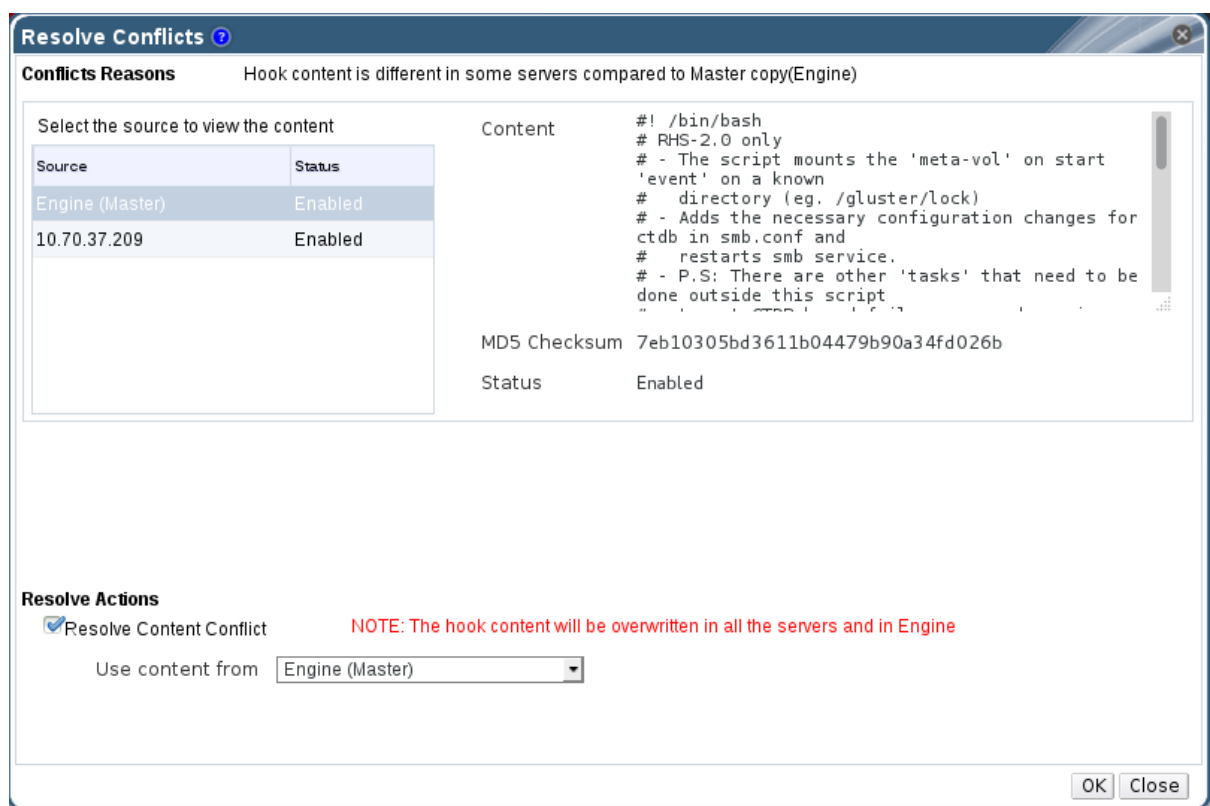 Resolve Conflicts ?
Conflicts Reasons Hook content is different in some servers compared to Master copy(Engine)
Select the source to view the content
Source Status
Engine (Master) Enabled
10.70.37.209 Enabled
Content
#! /bin/bash
# RHS-2.0 only
# - The script mounts the 'meta-vol' on start
'event' on a known
#   directory (eg. /gluster/lock)
# - Adds the necessary configuration changes for
ctdb in smb.conf and
#   restarts smb service.
# - P.S: There are other 'tasks' that need to be
done outside this script
MD5 Checksum 7eb10305bd3611b04479b90a34fd026b
Status Enabled
Resolve Actions
Resolve Content Conflict NOTE: The hook content will be overwritten in all the servers and in Engine
Use content from Engine (Master)
OK Close